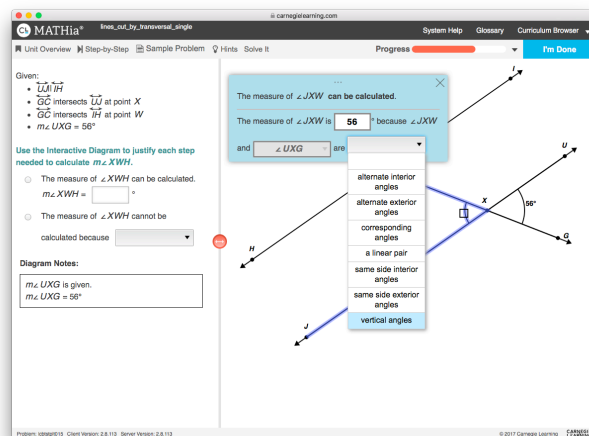 carnegielearning.com
MATHia® lines_cut_by_transversal_single System Help Glossary Curriculum Browser
Unit Overview Step-by-Step Sample Problem Hints Solve It Progress I'm Done
Given:
UJ || IH
GC intersects UJ at point X
GC intersects IH at point W
m∠UXG = 56°
Use the Interactive Diagram to justify each step
needed to calculate m∠XWH.
The measure of ∠XWH can be calculated.
m∠XWH = °
The measure of ∠XWH cannot be
calculated because
Diagram Notes:
m∠UXG is given.
m∠UXG = 56°
The measure of ∠JXW can be calculated.
The measure of ∠JXW is 56 ° because ∠JXW
and ∠UXG are
alternate interior
angles
alternate exterior
angles
corresponding
angles
a linear pair
same side interior
angles
same side exterior
angles
vertical angles
I
U
X
56°
G
H
J
Client Version: 2.8.113 Server Version: 2.8.113
© 2017 Carnegie Learning
CARNEGIE
LEARNING